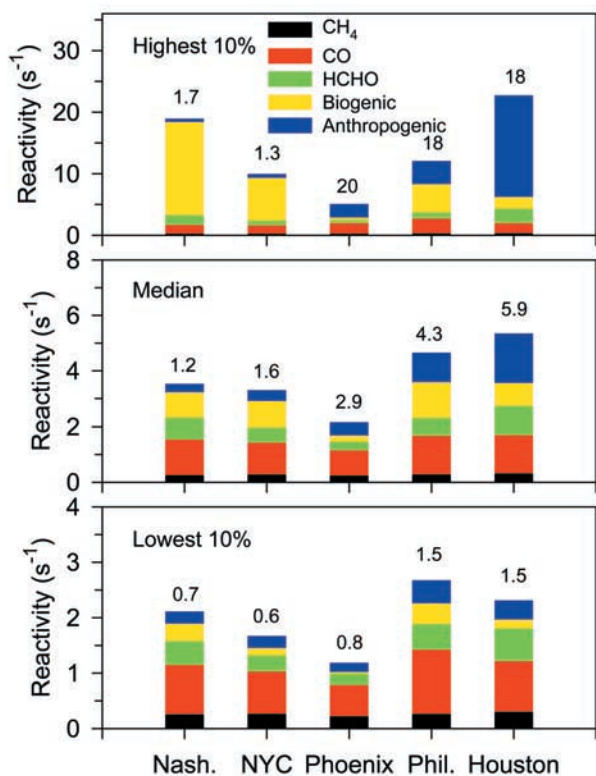 Highest 10%
CH4
CO
HCHO
Biogenic
Anthropogenic
Reactivity (s-1)
30
20
10
0
1.7
1.3
20
18
18
Median
Reactivity (s-1)
8
6
4
2
0
1.2
1.6
2.9
4.3
5.9
Lowest 10%
Reactivity (s-1)
4
3
2
1
0
0.7
0.6
0.8
1.5
1.5
Nash. NYC Phoenix Phil. Houston